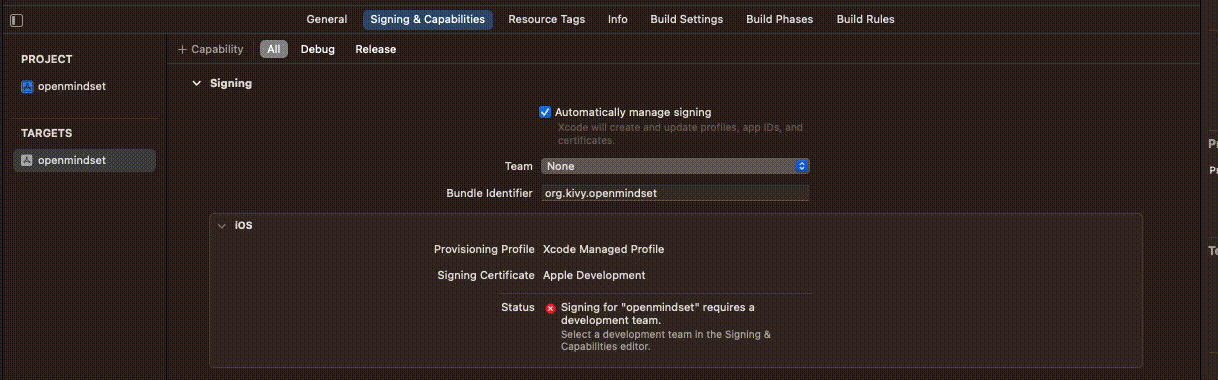 General Signing & Capabilities Resource Tags Info Build Settings Build Phases Build Rules
+ Capability All Debug Release
PROJECT
openmindset
TARGETS
openmindset
Signing
Automatically manage signing
Xcode will create and update profiles, app IDs, and
certificates.
Team None
Bundle Identifier org.kivy.openmindset
iOS
Provisioning Profile Xcode Managed Profile
Signing Certificate Apple Development
Status Signing for "openmindset" requires a
development team.
Select a development team in the Signing &
Capabilities editor.